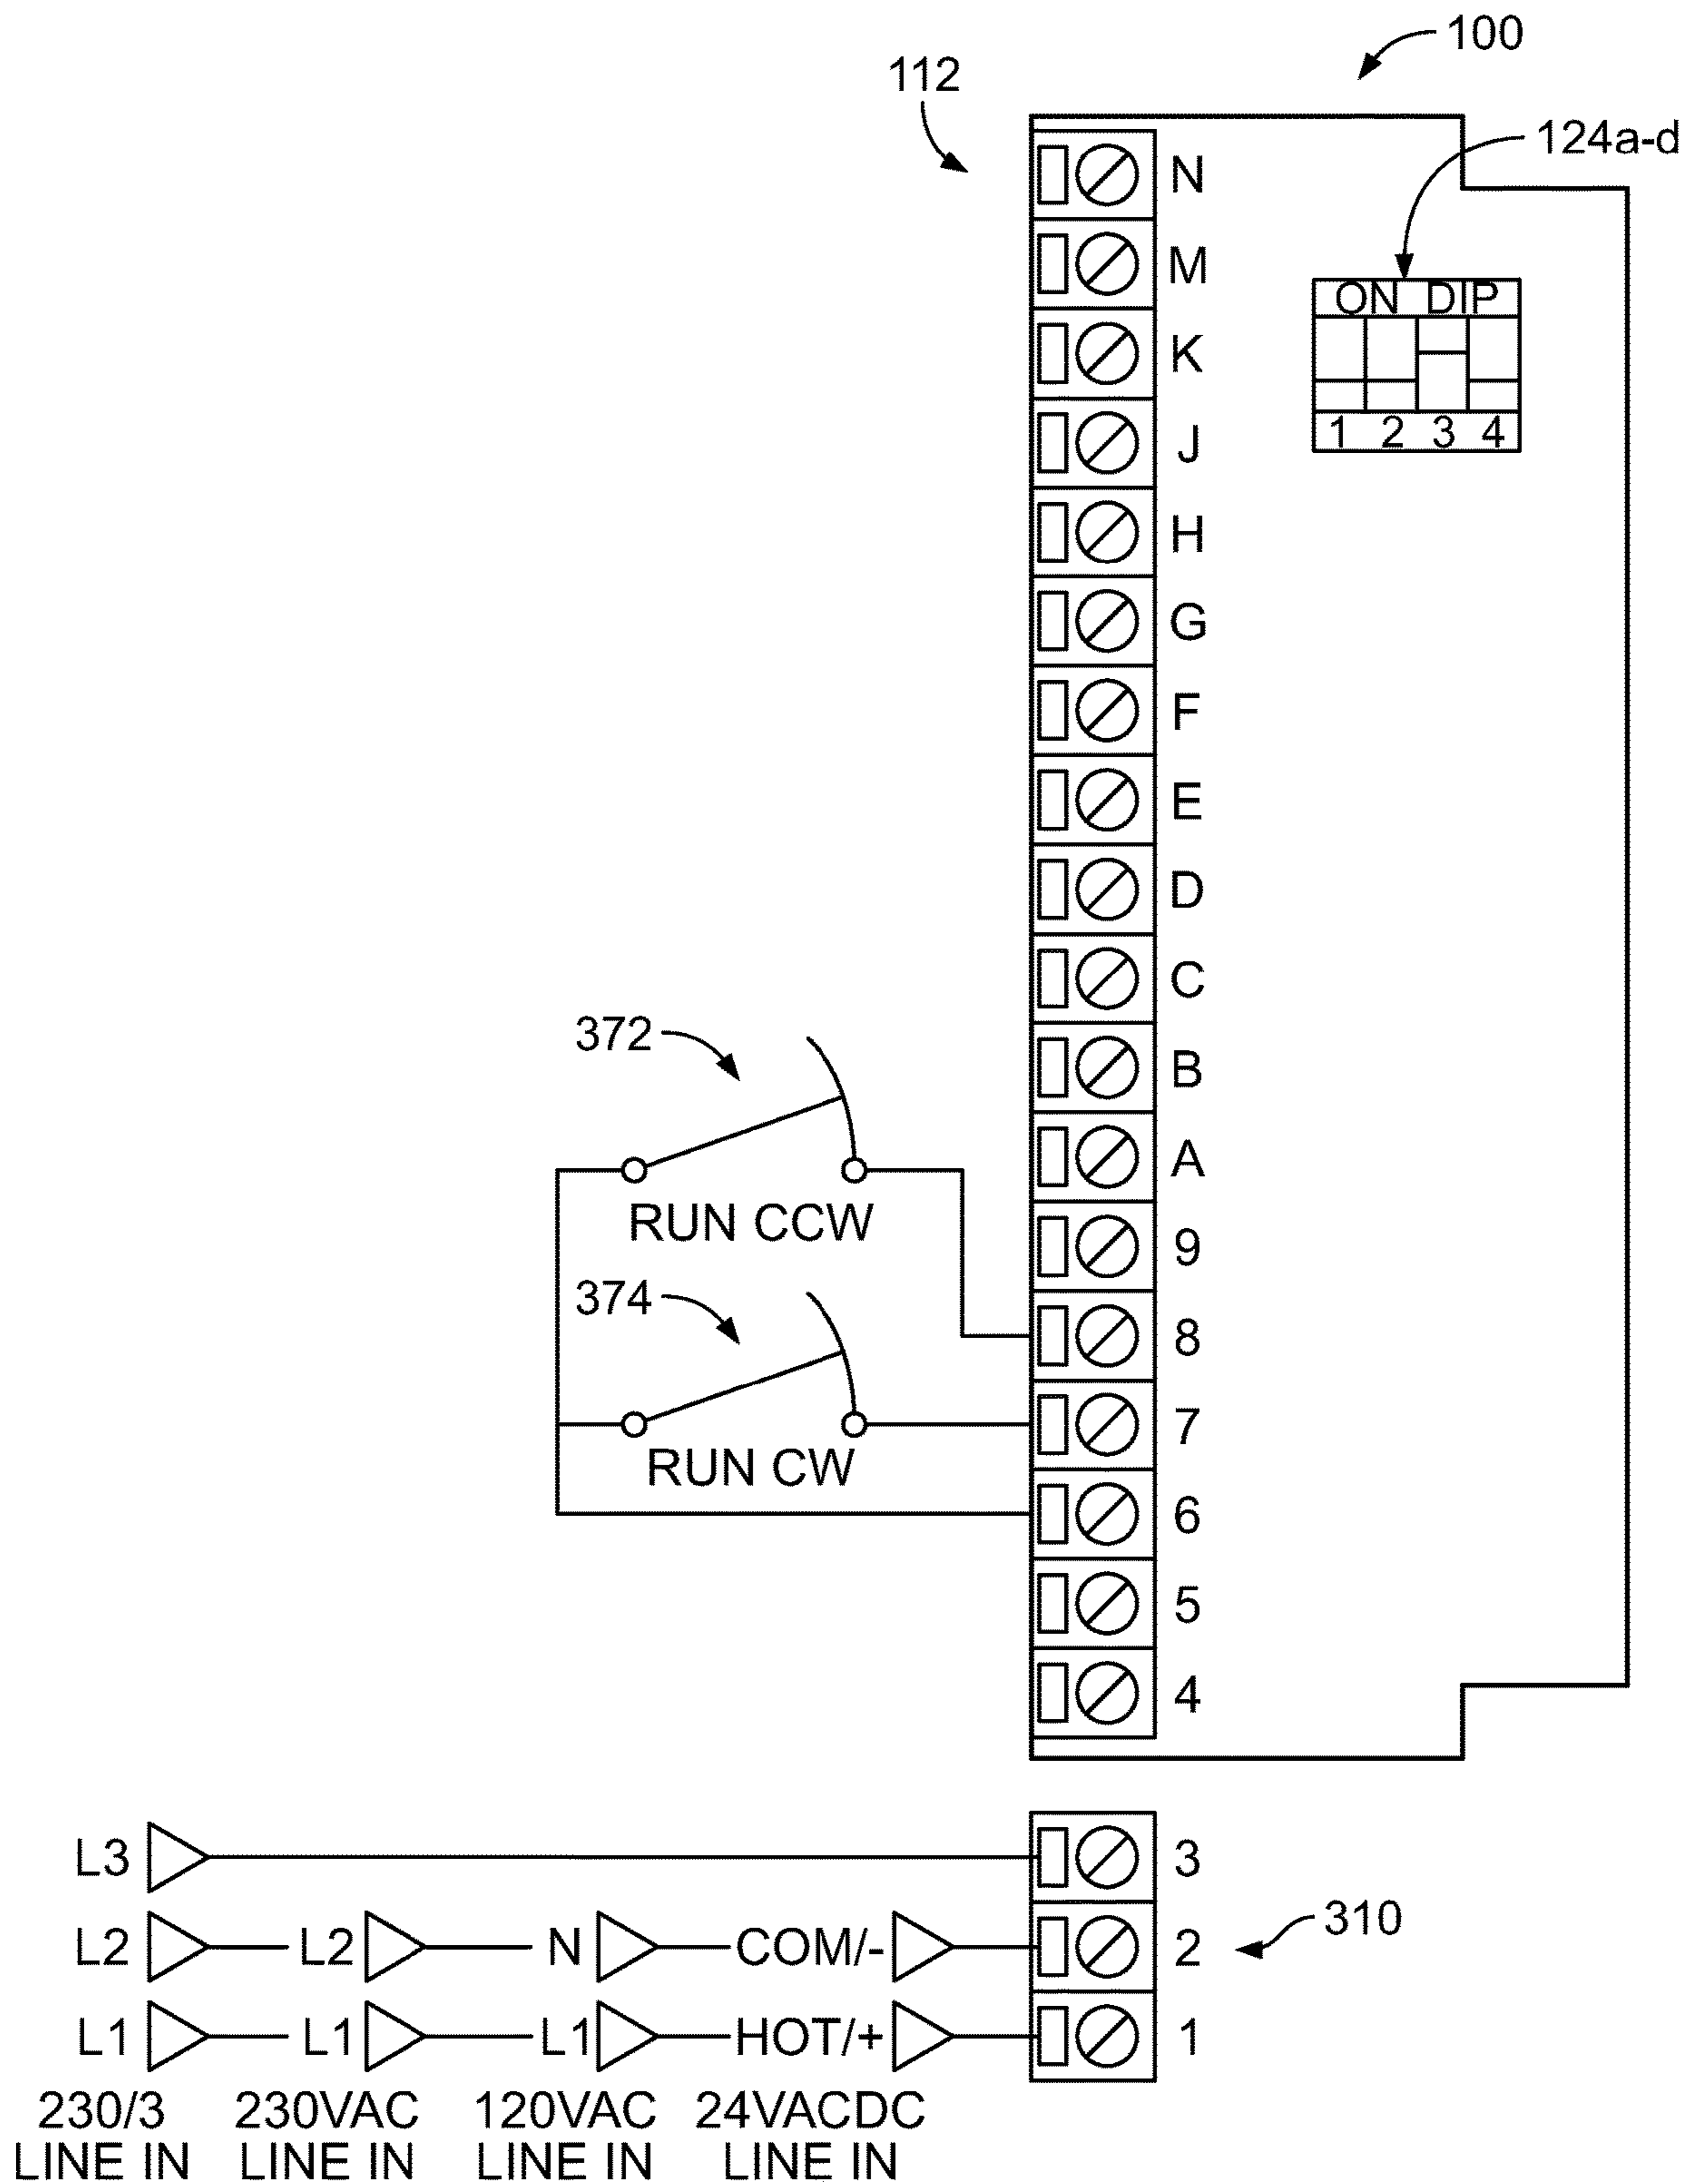 100
112
124a-d
N
ON DIP
M
K
1 2 3 4
J
H
G
F
E
D
C
372
B
A
RUN CCW
9
374
8
7
RUN CW
6
5
4
L3
3
310
L2 L2 N COM/- 2
L1 L1 L1 HOT/+ 1
230/3 230VAC 120VAC 24VACDC
LINE IN LINE IN LINE IN LINE IN